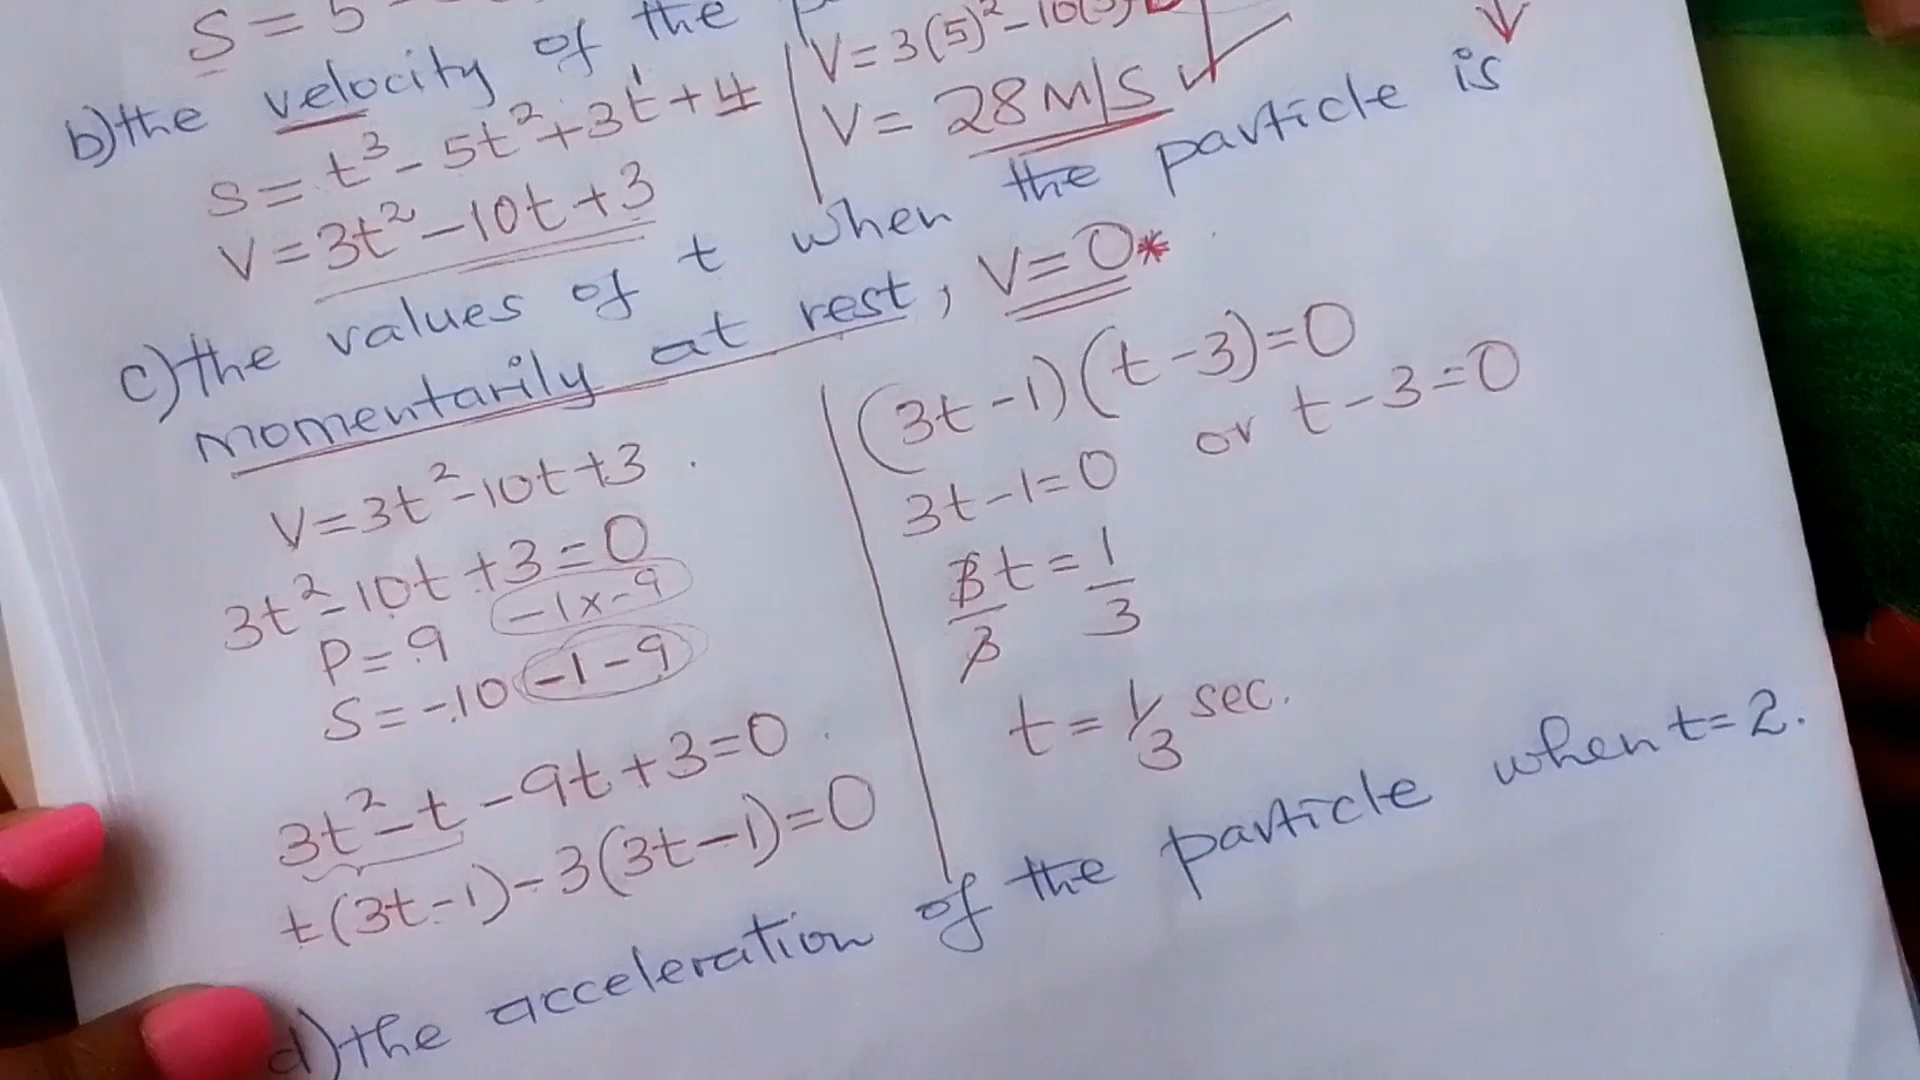 S = 5
b) the velocity of the
S = t³ - 5t² + 3t¹ + 4
V = 3t² - 10t + 3
V = 3(5)² - 10(5)
V = 28 M/S ✓
c) the values of t when the particle is
momentarily at rest, V = 0*
V = 3t² - 10t + 3
3t² - 10t + 3 = 0
P = 9 -1 x -9
S = -10 -1 - 9
3t² - t - 9t + 3 = 0
t(3t - 1) - 3(3t - 1) = 0
(3t - 1)(t - 3) = 0
3t - 1 = 0 or t - 3 = 0
3t/3 = 1/3
t = 1/3 sec.
d) the acceleration of the particle when t = 2.